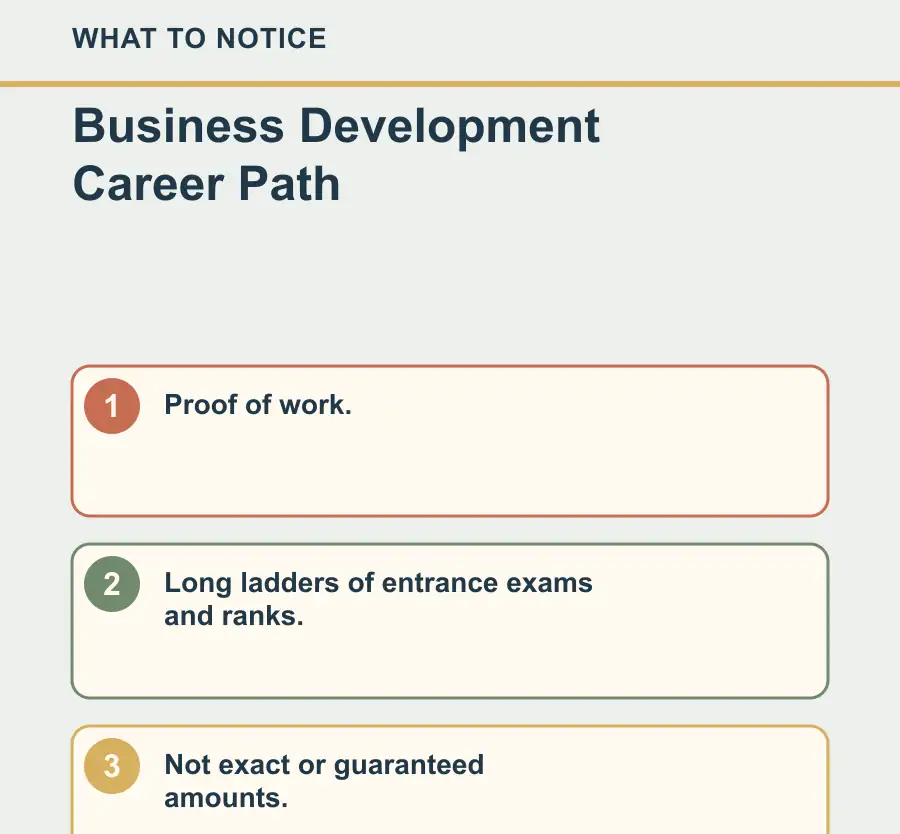 WHAT TO NOTICE
Business Development
Career Path
1
Proof of work.
2
Long ladders of entrance exams
and ranks.
3
Not exact or guaranteed
amounts.